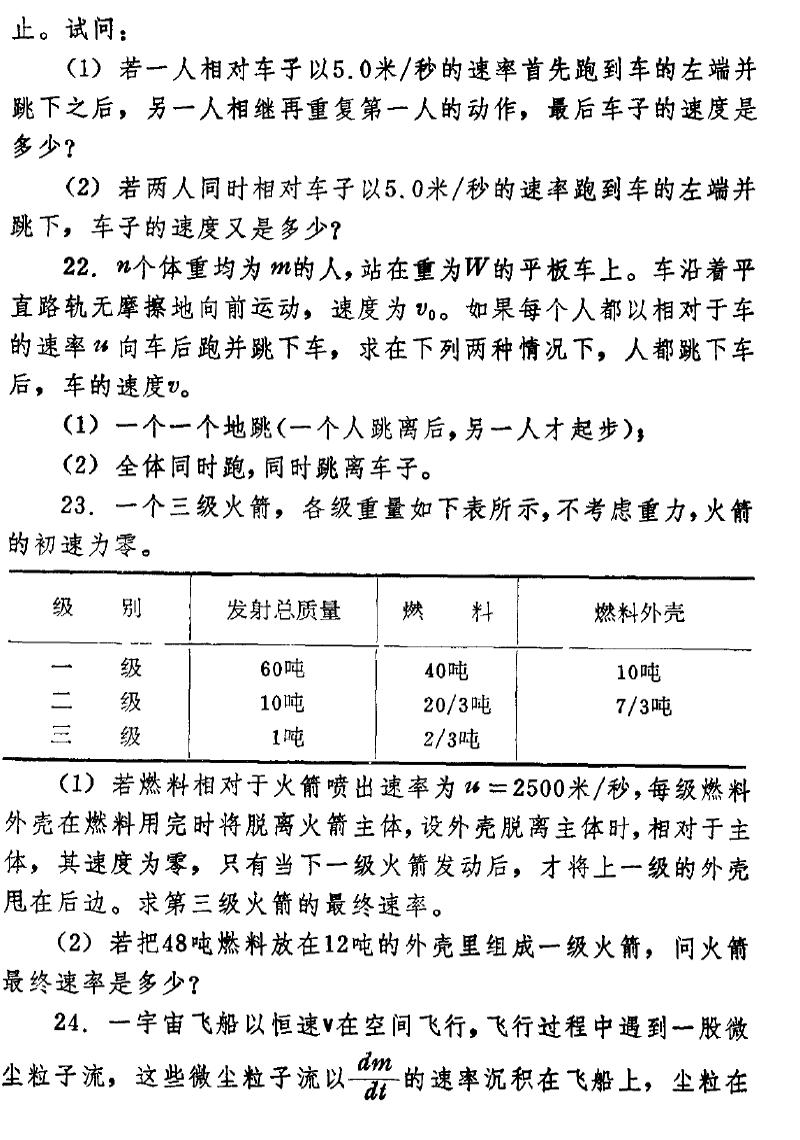 止。试问：
(1) 若一人相对车子以5.0米/秒的速率首先跑到车的左端并
跳下之后，另一人相继再重复第一人的动作，最后车子的速度是
多少？
(2) 若两人同时相对车子以5.0米/秒的速率跑到车的左端并
跳下，车子的速度又是多少？
22. n个体重均为m的人，站在重为W的平板车上。车沿着平
直路轨无摩擦地向前运动，速度为v₀。如果每个人都以相对于车
的速率u向车后跑并跳下车，求在下列两种情况下，人都跳下车
后，车的速度v。
(1) 一个一个地跳(一个人跳离后，另一人才起步)；
(2) 全体同时跑，同时跳离车子。
23. 一个三级火箭，各级重量如下表所示，不考虑重力，火箭
的初速为零。
级 别 发射总质量 燃 料 燃料外壳
一 级 60吨 40吨 10吨
二 级 10吨 20/3吨 7/3吨
三 级 1吨 2/3吨
(1) 若燃料相对于火箭喷出速率为u＝2500米/秒，每级燃料
外壳在燃料用完时将脱离火箭主体，设外壳脱离主体时，相对于主
体，其速度为零，只有当下一级火箭发动后，才将上一级的外壳
甩在后边。求第三级火箭的最终速率。
(2) 若把48吨燃料放在12吨的外壳里组成一级火箭，问火箭
最终速率是多少？
24. 一宇宙飞船以恒速v在空间飞行，飞行过程中遇到一股微
尘粒子流，这些微尘粒子流以dm/dt的速率沉积在飞船上，尘粒在